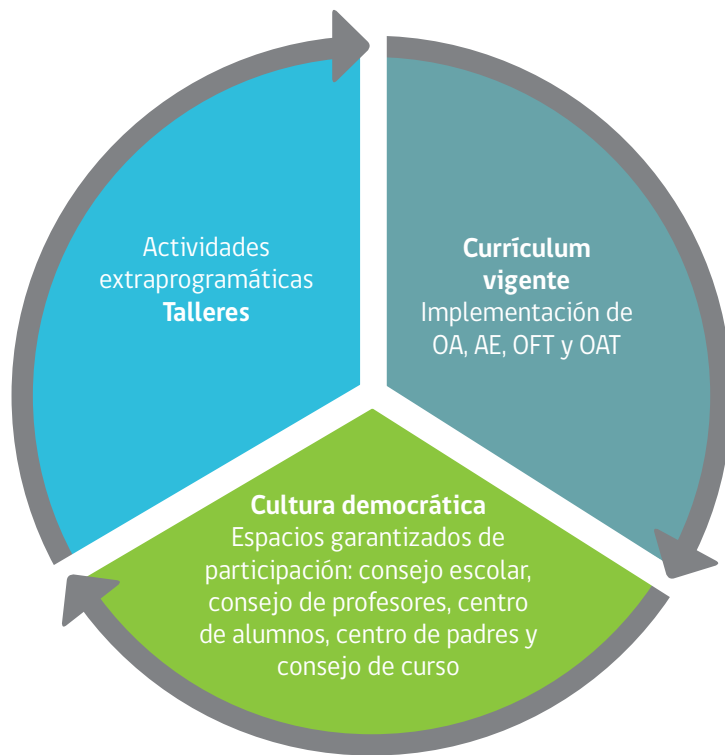 Actividades
extraprogramáticas
Talleres
Currículum
vigente
Implementación de
OA, AE, OFT y OAT
Cultura democrática
Espacios garantizados de
participación: consejo escolar,
consejo de profesores, centro
de alumnos, centro de padres y
consejo de curso